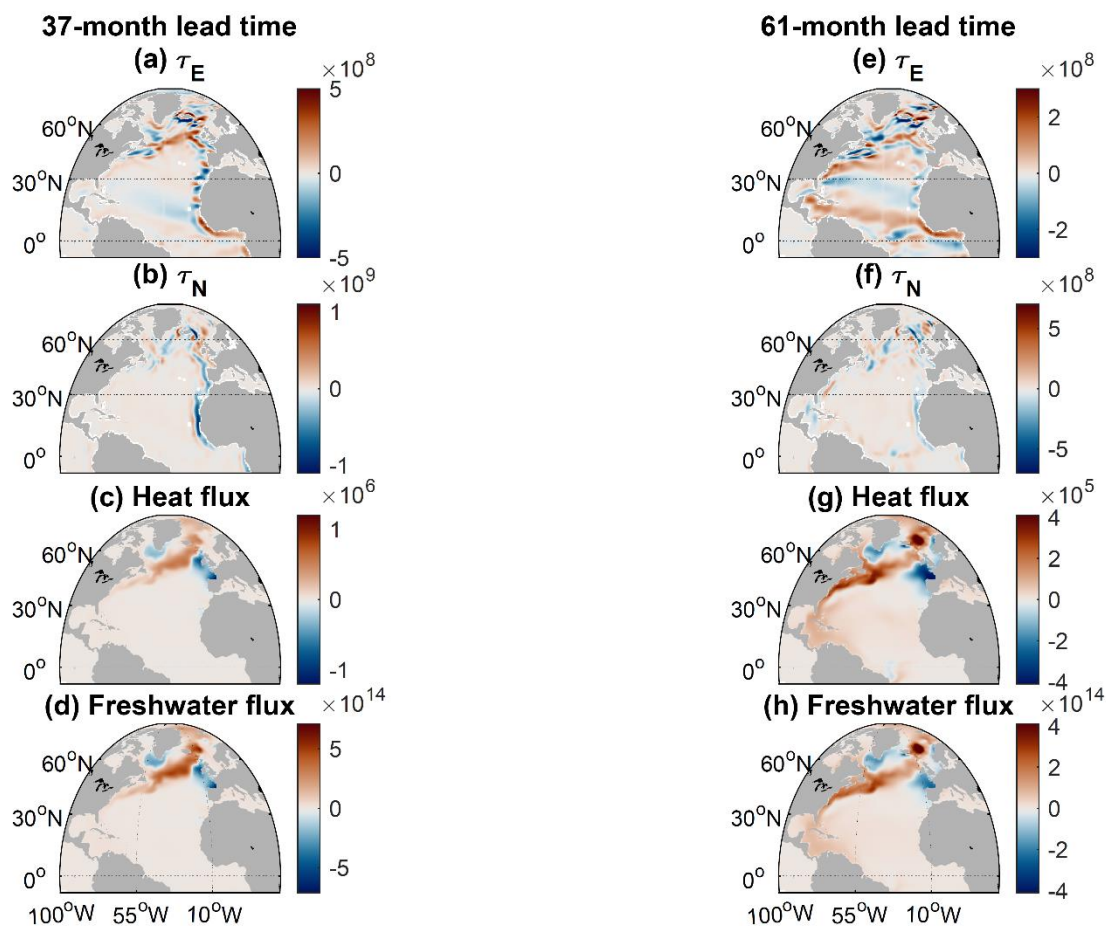 37-month lead time
(a) τ_E
×10^8
5
0
-5
60°N
30°N
0°
(b) τ_N
×10^9
1
0
-1
60°N
30°N
0°
(c) Heat flux
×10^6
1
0
-1
60°N
30°N
0°
(d) Freshwater flux
×10^14
5
0
-5
60°N
30°N
0°
100°W 55°W 10°W
61-month lead time
(e) τ_E
×10^8
2
0
-2
60°N
30°N
0°
(f) τ_N
×10^8
5
0
-5
60°N
30°N
0°
(g) Heat flux
×10^5
4
2
0
-2
-4
60°N
30°N
0°
(h) Freshwater flux
×10^14
4
2
0
-2
-4
60°N
30°N
0°
100°W 55°W 10°W